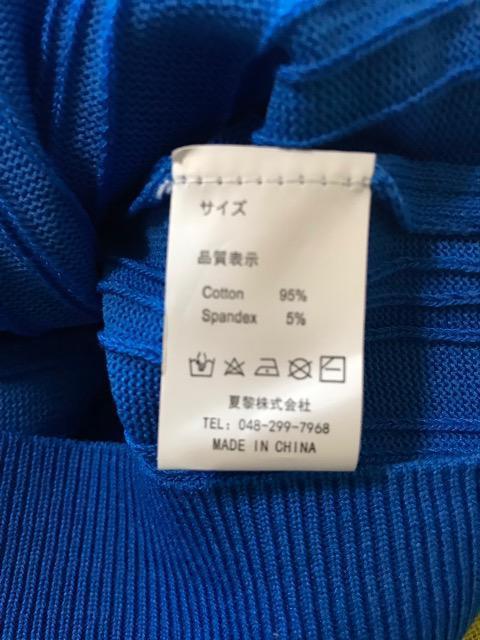 サイズ
品質表示
Cotton 95%
Spandex 5%
夏黎株式会社
TEL: 048-299-7968
MADE IN CHINA